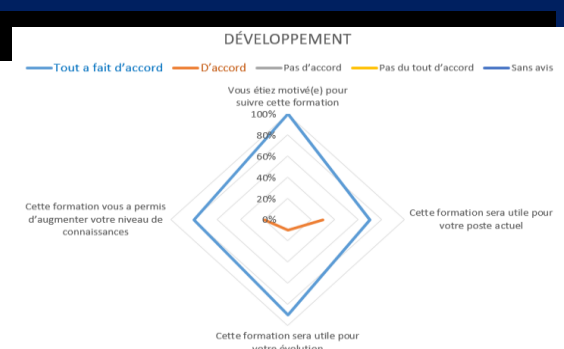 DÉVELOPPEMENT
Tout a fait d'accord D'accord Pas d'accord Pas du tout d'accord Sans avis
Vous étiez motivé(e) pour
suivre cette formation
100%
80%
60%
40%
20%
0%
Cette formation vous a permis
d'augmenter votre niveau de
connaissances
Cette formation sera utile pour
votre poste actuel
Cette formation sera utile pour
votre évolution